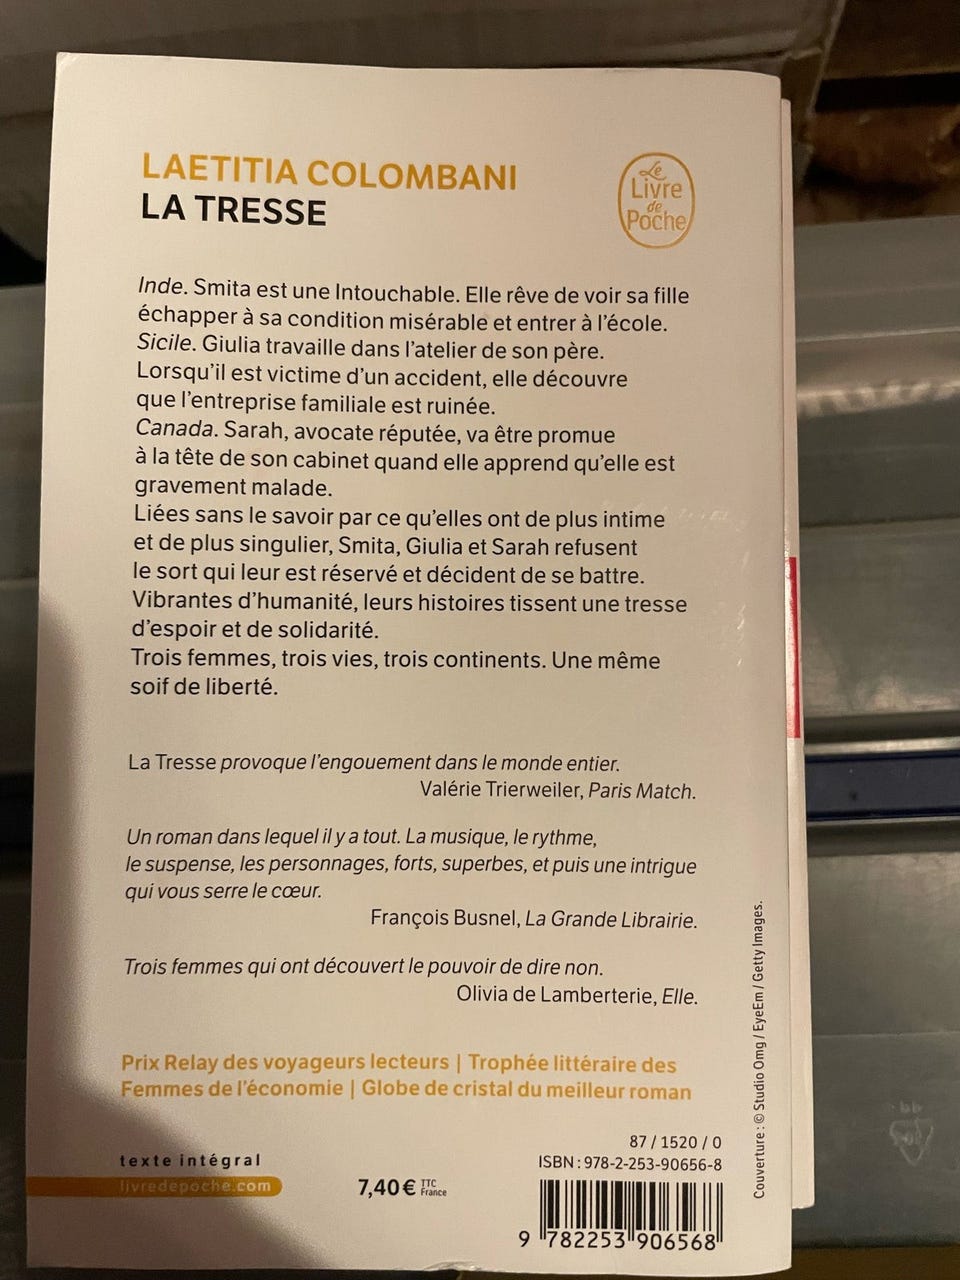 LAETITIA COLOMBANI
LA TRESSE
Le
Livre
de
Poche
Inde. Smita est une Intouchable. Elle rêve de voir sa fille
échapper à sa condition misérable et entrer à l'école.
Sicile. Giulia travaille dans l'atelier de son père.
Lorsqu'il est victime d'un accident, elle découvre
que l'entreprise familiale est ruinée.
Canada. Sarah, avocate réputée, va être promue
à la tête de son cabinet quand elle apprend qu'elle est
gravement malade.
Liées sans le savoir par ce qu'elles ont de plus intime
et de plus singulier, Smita, Giulia et Sarah refusent
le sort qui leur est réservé et décident de se battre.
Vibrantes d'humanité, leurs histoires tissent une tresse
d'espoir et de solidarité.
Trois femmes, trois vies, trois continents. Une même
soif de liberté.
La Tresse provoque l'engouement dans le monde entier.
Valérie Trierweiler, Paris Match.
Un roman dans lequel il y a tout. La musique, le rythme,
le suspense, les personnages, forts, superbes, et puis une intrigue
qui vous serre le cœur.
François Busnel, La Grande Librairie.
Trois femmes qui ont découvert le pouvoir de dire non.
Olivia de Lamberterie, Elle.
Prix Relay des voyageurs lecteurs | Trophée littéraire des
Femmes de l'économie | Globe de cristal du meilleur roman
texte intégral
livredepoche.com
7,40 € TTC
France
87 / 1520 / 0
ISBN : 978-2-253-90656-8
9 782253 906568
Couverture : © Studio Omg / EyeEm / Getty Images.